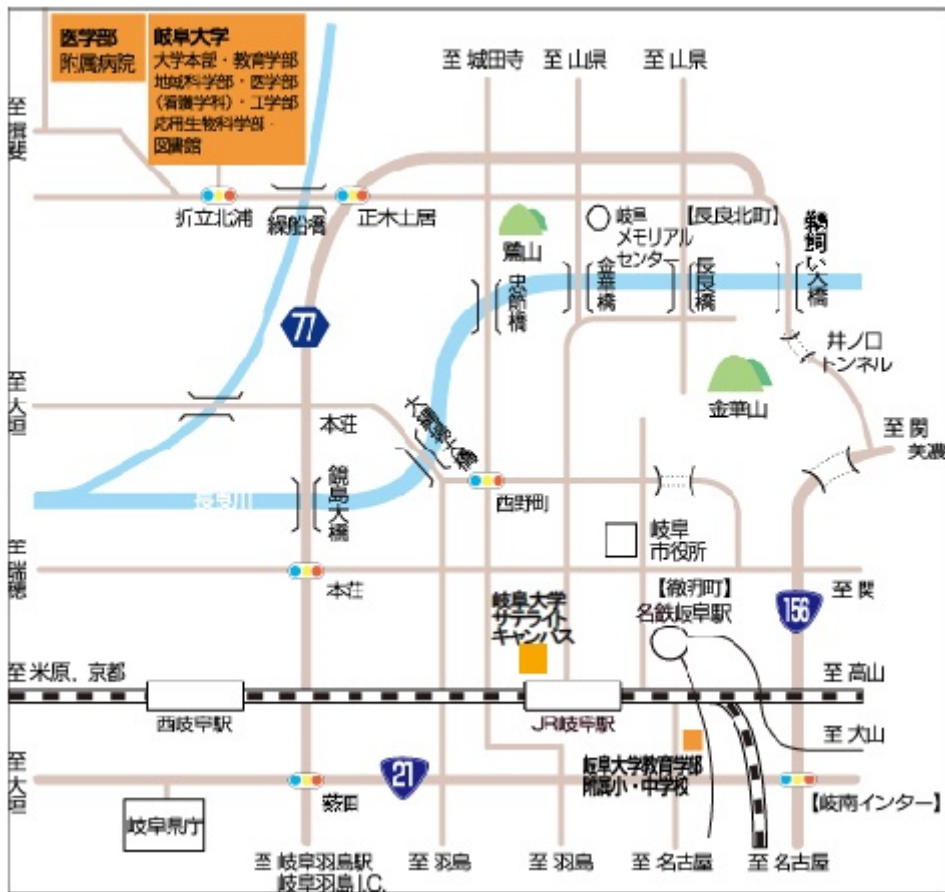 医学部
附属病院
岐阜大学
大学本部・教育学部
地域科学部・医学部
(看護学科)・工学部
応用生物科学部・
図書館
至 城田寺
至 山県
至 山県
至 揖斐
折立北浦
繰船橋
正木土居
鷺山
岐阜
メモリアル
センター
【長良北町】
鵜飼い大橋
忠節橋
金華橋
長良橋
77
井ノ口
トンネル
至 大垣
本荘
大縄場大橋
金華山
至 関
美濃
長良川
鏡島大橋
西野町
岐阜
市役所
至 瑞穂
本荘
岐阜大学
サテライト
キャンパス
【徹明町】
名鉄岐阜駅
156
至 関
至 米原、京都
至 高山
西岐阜駅
JR岐阜駅
至 犬山
至 大垣
21
薮田
岐阜大学教育学部
附属小・中学校
【岐南インター】
岐阜県庁
至 岐阜羽島駅
岐阜羽島I.C.
至 羽島
至 羽島
至 名古屋
至 名古屋